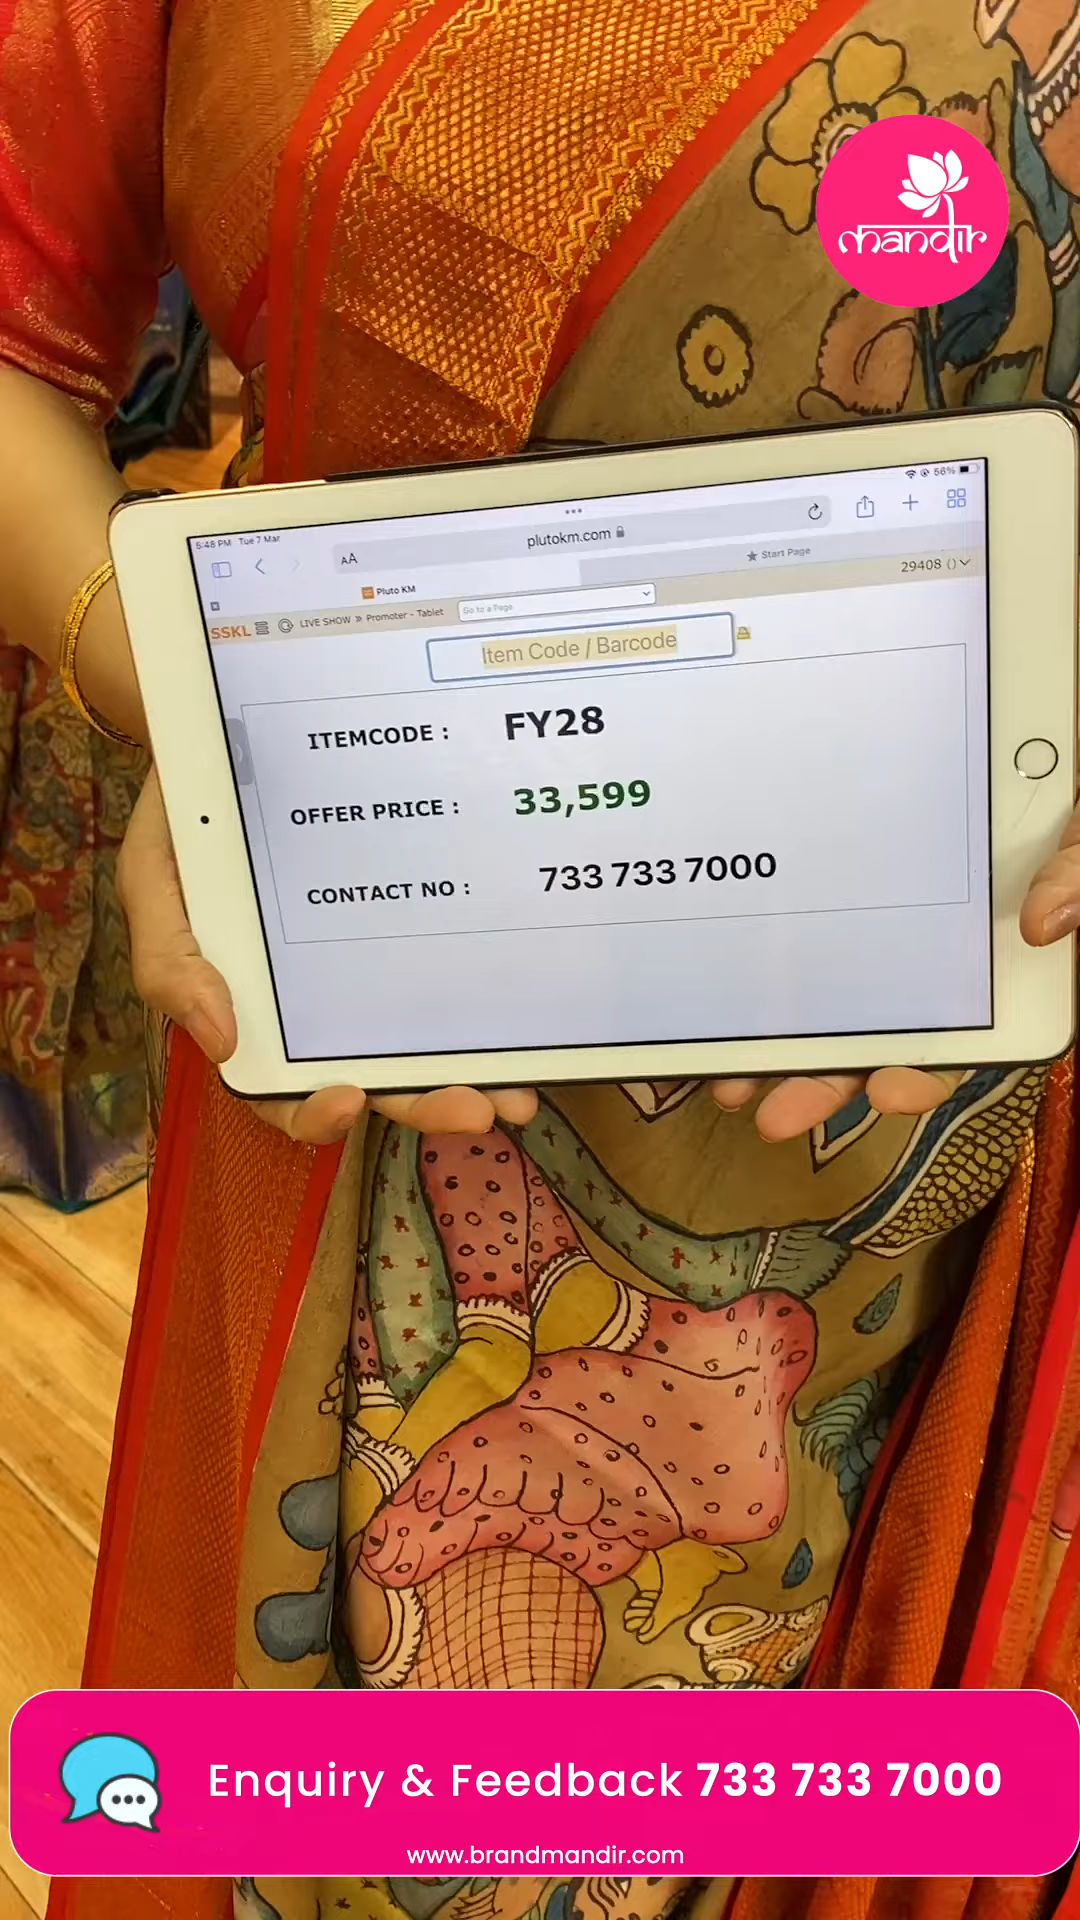 mandir
5:48 PM Tue 7 Mar
56%
AA
plutokm.com
Pluto KM
Start Page
SSKL
LIVE SHOW » Promoter - Tablet
Go to a Page
29408 ()
Item Code / Barcode
ITEMCODE : FY28
OFFER PRICE : 33,599
CONTACT NO : 733 733 7000
Enquiry & Feedback 733 733 7000
www.brandmandir.com